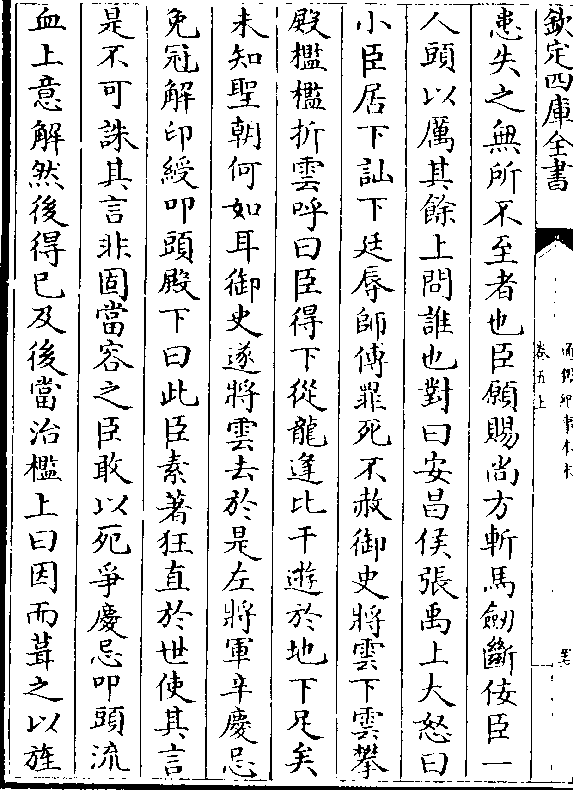 欽定四庫全書
通鑑紀事本末
卷五上
患失之無所不至者也臣願賜尚方斬馬劒斷佞臣一
人頭以厲其餘上問誰也對曰安昌侯張禹上大怒曰
小臣居下訕下廷辱師傅罪死不赦御史將雲下雲攀
殿檻檻折雲呼曰臣得下從龍逢比干遊於地下足矣
未知聖朝何如耳御史遂將雲去於是左將軍辛慶忌
免冠解印綬叩頭殿下曰此臣素著狂直於世使其言
是不可誅其言非固當容之臣敢以死爭慶忌叩頭流
血上意解然後得已及後當治檻上曰因而葺之以旌